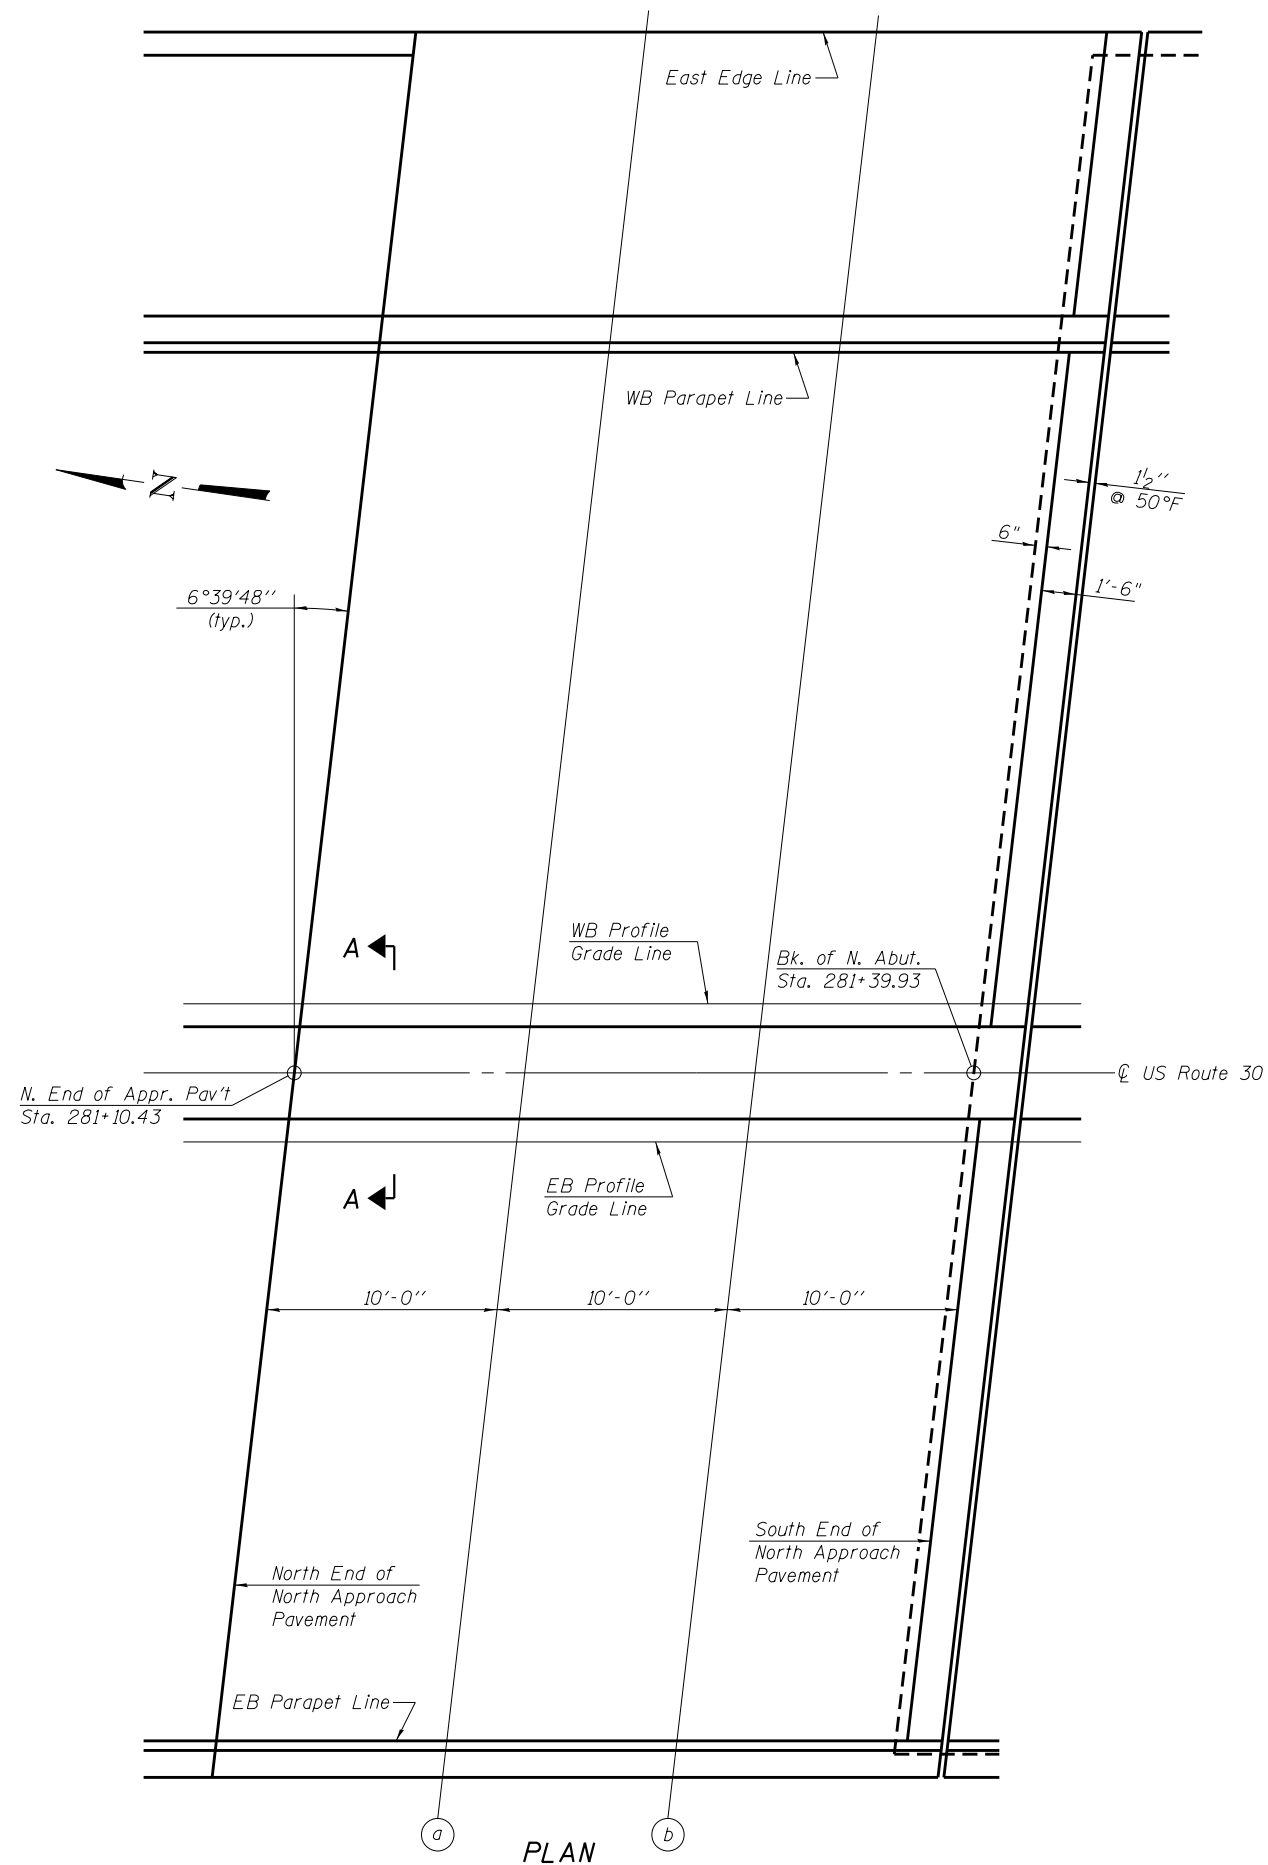 East Edge Line
WB Parapet Line
N
1½''
@ 50°F
6"
1'-6"
6°39'48''
(typ.)
WB Profile
Grade Line
A
Bk. of N. Abut.
Sta. 281+39.93
℄ US Route 30
N. End of Appr. Pav't
Sta. 281+10.43
EB Profile
Grade Line
A
10'-0''
10'-0''
10'-0''
South End of
North Approach
Pavement
North End of
North Approach
Pavement
EB Parapet Line
a
b
PLAN